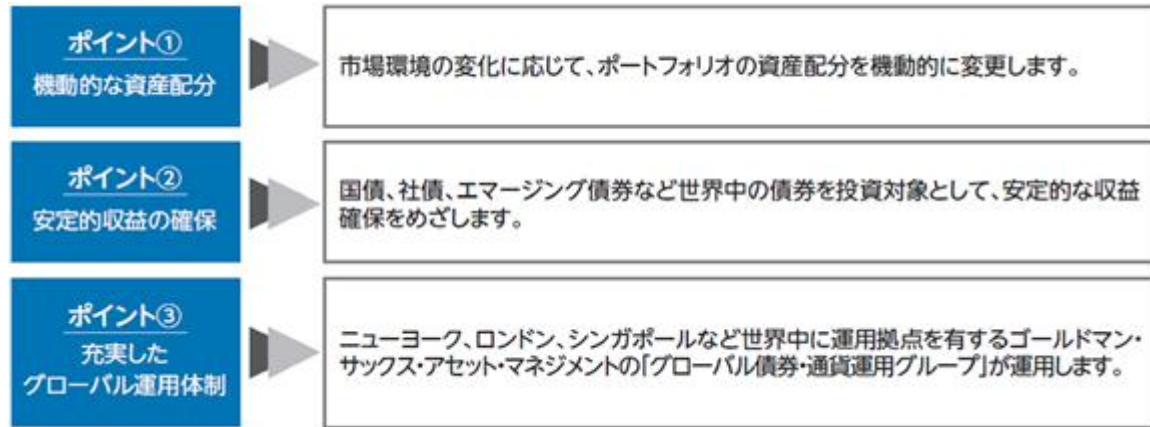 ポイント①
機動的な資産配分
市場環境の変化に応じて、ポートフォリオの資産配分を機動的に変更します。
ポイント②
安定的収益の確保
国債、社債、エマージング債券など世界中の債券を投資対象として、安定的な収益
確保をめざします。
ポイント③
充実した
グローバル運用体制
ニューヨーク、ロンドン、シンガポールなど世界中に運用拠点を有するゴールドマン・
サックス・アセット・マネジメントの「グローバル債券・通貨運用グループ」が運用します。